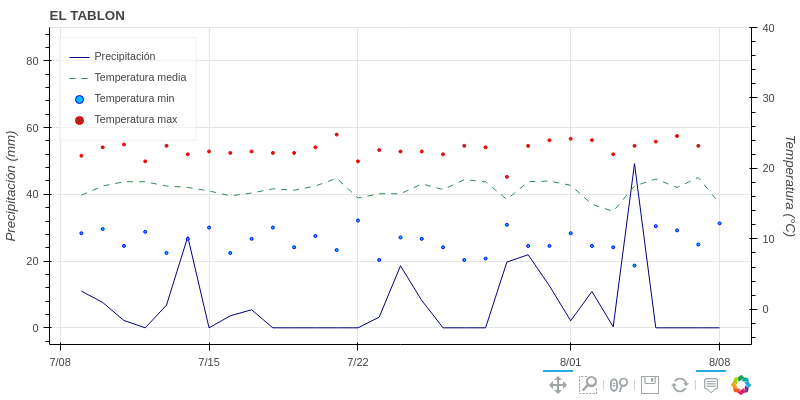 EL TABLON
Precipitación
Temperatura media
Temperatura min
Temperatura max
Precipitación (mm)
80
60
40
20
0
40
30
20
10
0
Temperatura (°C)
7/08
7/15
7/22
8/01
8/08